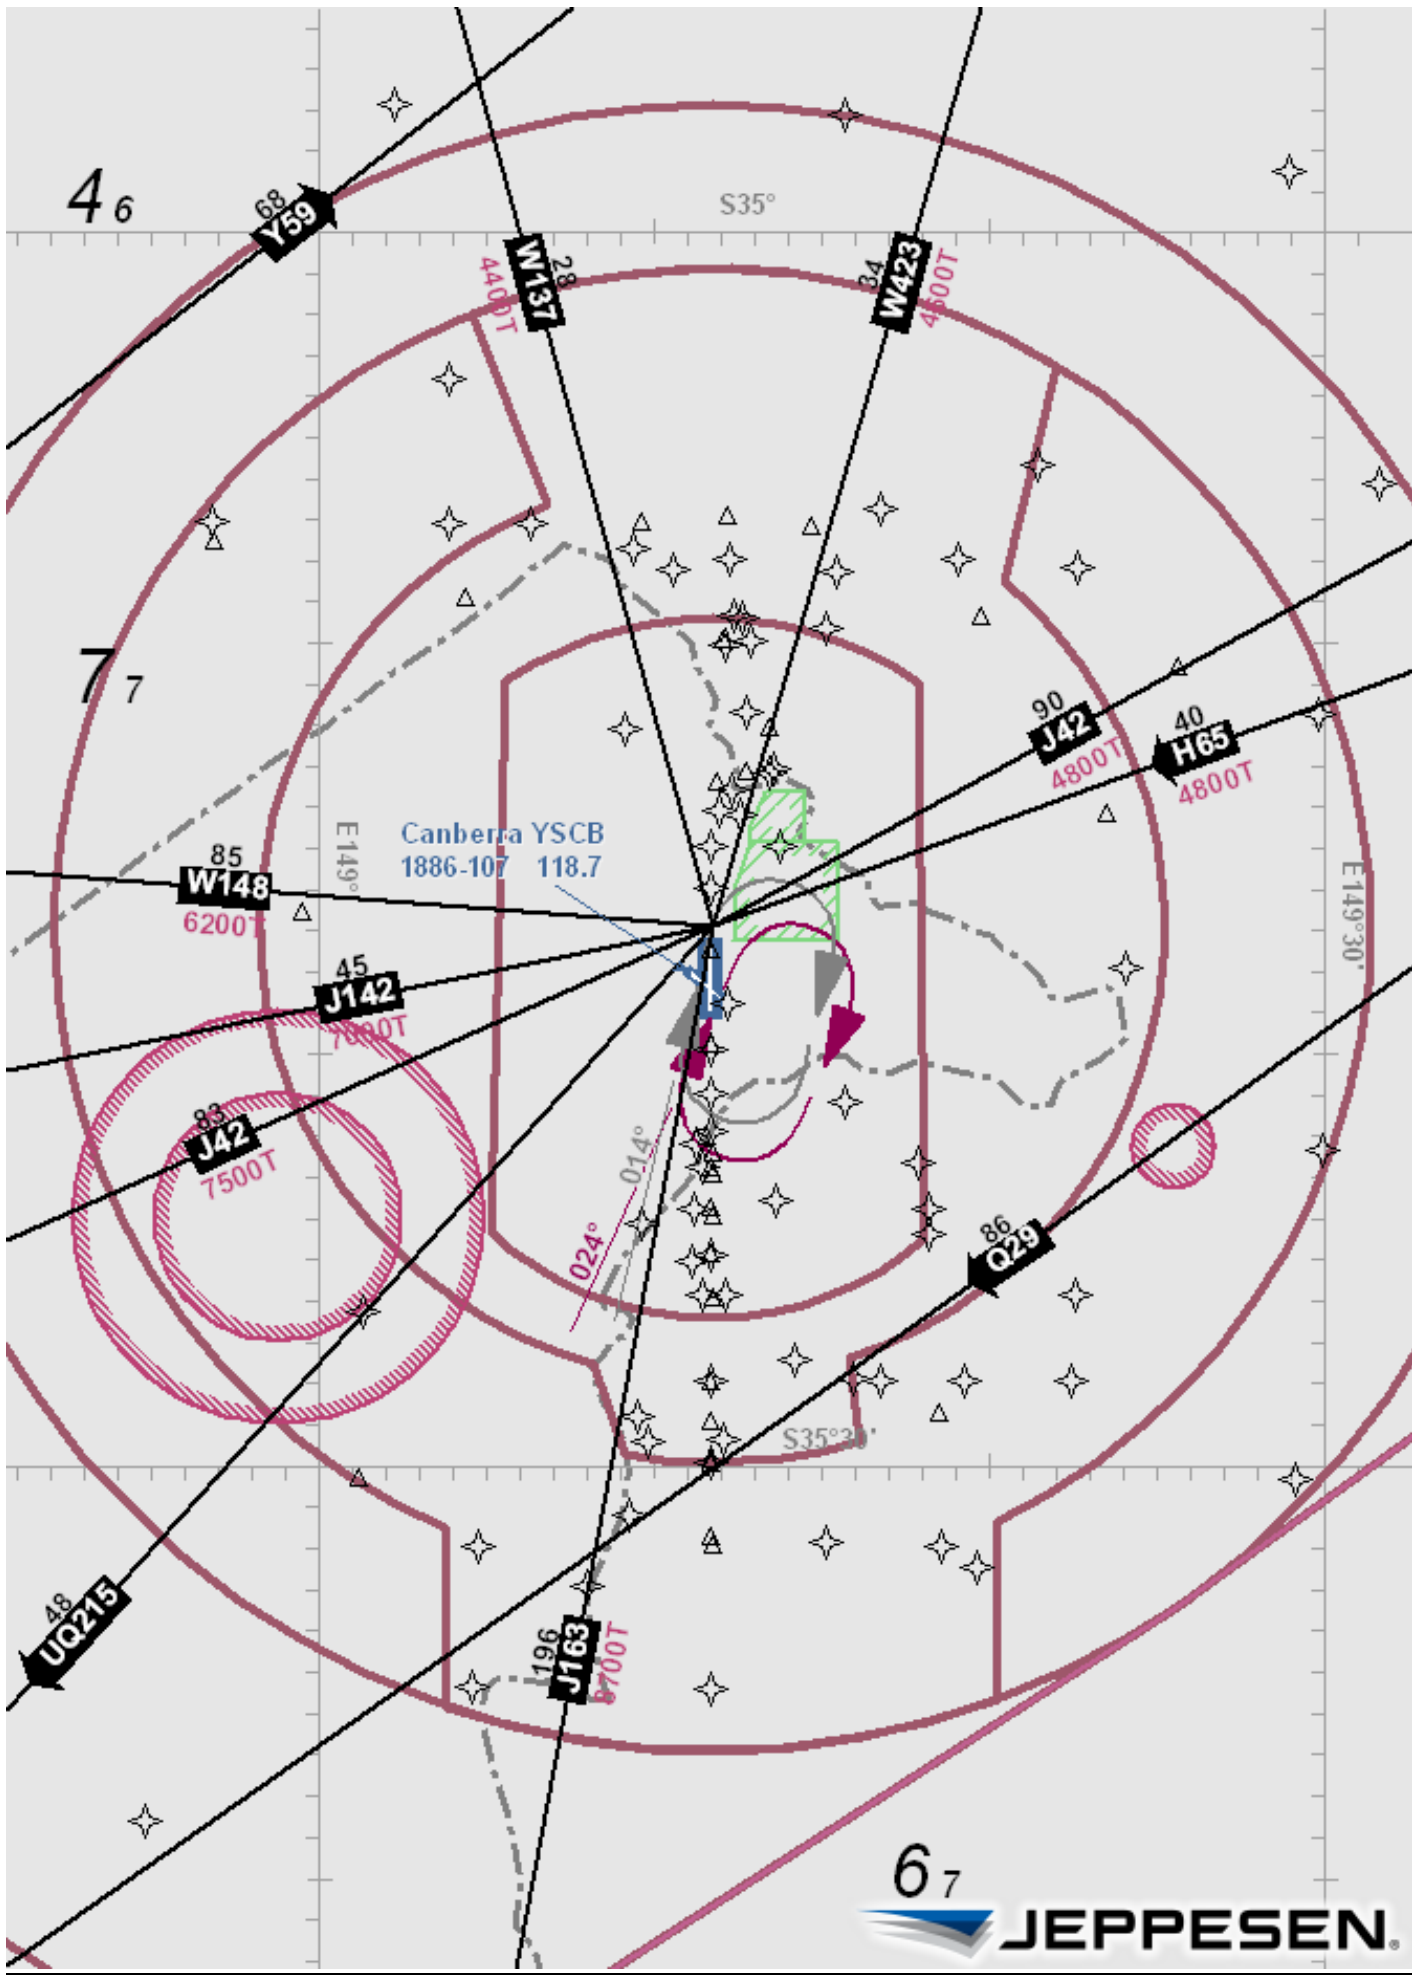 4 6
68
Y59
S35°
W137
28
4400T
34
W423
4600T
7 7
90
J42
4800T
40
H65
4800T
Canberra YSCB
1886-107 118.7
E149°
E149°30'
85
W148
6200T
45
J142
7000T
83
J42
7500T
014°
024°
86
Q29
S35°30'
48
UQ215
196
J163
8700T
6 7
JEPPESEN®